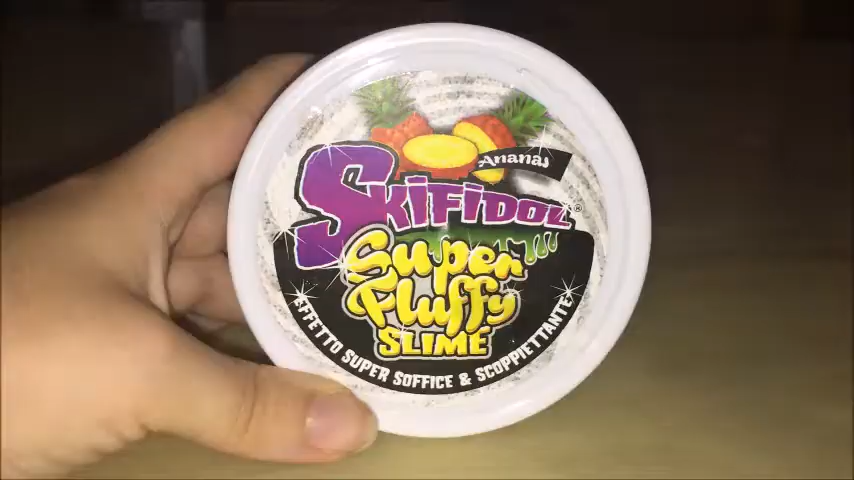 Ananas
SKIFIDOL®
Super
Fluffy
SLIME
EFFETTO SUPER SOFFICE & SCOPPIETTANTE